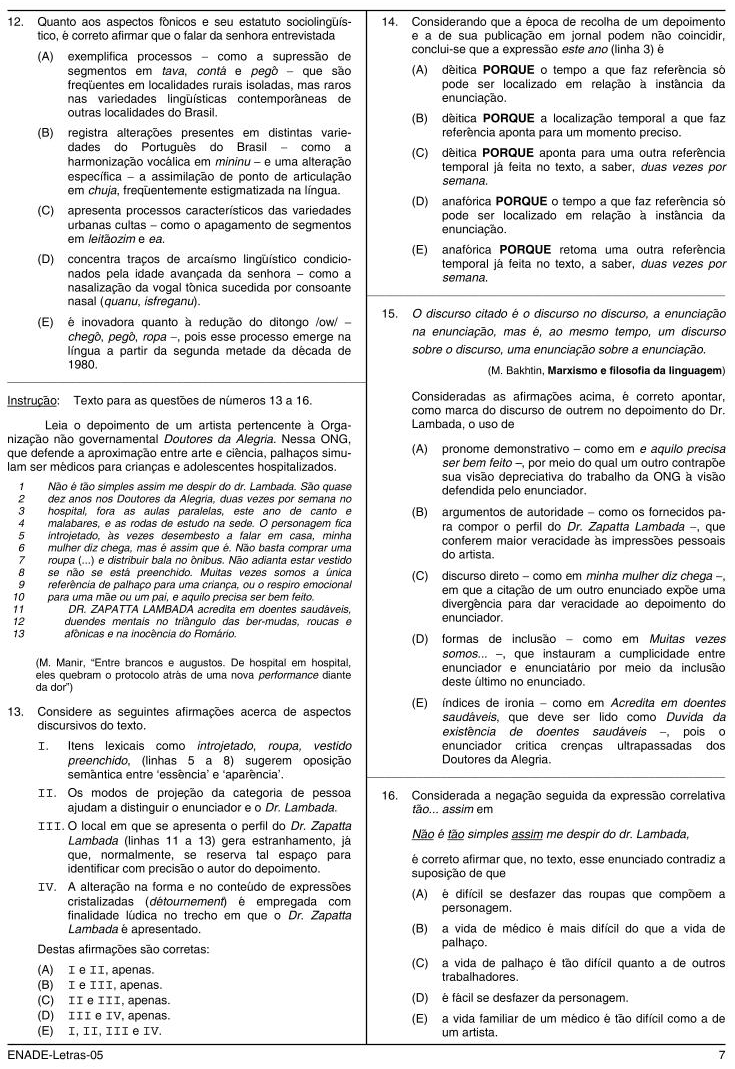 12. Quanto aos aspectos fônicos e seu estatuto sociolingüís-
tico, é correto afirmar que o falar da senhora entrevistada
(A) exemplifica processos – como a supressão de
segmentos em tava, contá e pegô – que são
freqüentes em localidades rurais isoladas, mas raros
nas variedades lingüísticas contemporâneas de
outras localidades do Brasil.
(B) registra alterações presentes em distintas varie-
dades do Português do Brasil – como a
harmonização vocálica em mininu – e uma alteração
específica – a assimilação de ponto de articulação
em chuja, freqüentemente estigmatizada na língua.
(C) apresenta processos característicos das variedades
urbanas cultas – como o apagamento de segmentos
em leitãozim e ea.
(D) concentra traços de arcaísmo lingüístico condicio-
nados pela idade avançada da senhora – como a
nasalização da vogal tônica sucedida por consoante
nasal (quanu, isfreganu).
(E) é inovadora quanto à redução do ditongo /ow/ –
chegô, pegô, ropa –, pois esse processo emerge na
língua a partir da segunda metade da década de
1980.
Instrução: Texto para as questões de números 13 a 16.
Leia o depoimento de um artista pertencente à Orga-
nização não governamental Doutores da Alegria. Nessa ONG,
que defende a aproximação entre arte e ciência, palhaços simu-
lam ser médicos para crianças e adolescentes hospitalizados.
1 Não é tão simples assim me despir do dr. Lambada. São quase
2 dez anos nos Doutores da Alegria, duas vezes por semana no
3 hospital, fora as aulas paralelas, este ano de canto e
4 malabares, e as rodas de estudo na sede. O personagem fica
5 introjetado, às vezes desembesto a falar em casa, minha
6 mulher diz chega, mas é assim que é. Não basta comprar uma
7 roupa (...) e distribuir bala no ônibus. Não adianta estar vestido
8 se não se está preenchido. Muitas vezes somos a única
9 referência de palhaço para uma criança, ou o respiro emocional
10 para uma mãe ou um pai, e aquilo precisa ser bem feito.
11 DR. ZAPATTA LAMBADA acredita em doentes saudáveis,
12 duendes mentais no triângulo das ber-mudas, roucas e
13 afônicas e na inocência do Romário.
(M. Manir, “Entre brancos e augustos. De hospital em hospital,
eles quebram o protocolo atrás de uma nova performance diante
da dor”)
13. Considere as seguintes afirmações acerca de aspectos
discursivos do texto.
I. Itens lexicais como introjetado, roupa, vestido
preenchido, (linhas 5 a 8) sugerem oposição
semântica entre ‘essência’ e ‘aparência’.
II. Os modos de projeção da categoria de pessoa
ajudam a distinguir o enunciador e o Dr. Lambada.
III. O local em que se apresenta o perfil do Dr. Zapatta
Lambada (linhas 11 a 13) gera estranhamento, já
que, normalmente, se reserva tal espaço para
identificar com precisão o autor do depoimento.
IV. A alteração na forma e no conteúdo de expressões
cristalizadas (détournement) é empregada com
finalidade lúdica no trecho em que o Dr. Zapatta
Lambada é apresentado.
Destas afirmações são corretas:
(A) I e II, apenas.
(B) I e III, apenas.
(C) II e III, apenas.
(D) III e IV, apenas.
(E) I, II, III e IV.
14. Considerando que a época de recolha de um depoimento
e a de sua publicação em jornal podem não coincidir,
conclui-se que a expressão este ano (linha 3) é
(A) dêitica PORQUE o tempo a que faz referência só
pode ser localizado em relação à instância da
enunciação.
(B) dêitica PORQUE a localização temporal a que faz
referência aponta para um momento preciso.
(C) dêitica PORQUE aponta para uma outra referência
temporal já feita no texto, a saber, duas vezes por
semana.
(D) anafórica PORQUE o tempo a que faz referência só
pode ser localizado em relação à instância da
enunciação.
(E) anafórica PORQUE retoma uma outra referência
temporal já feita no texto, a saber, duas vezes por
semana.
15. O discurso citado é o discurso no discurso, a enunciação
na enunciação, mas é, ao mesmo tempo, um discurso
sobre o discurso, uma enunciação sobre a enunciação.
(M. Bakhtin, Marxismo e filosofia da linguagem)
Consideradas as afirmações acima, é correto apontar,
como marca do discurso de outrem no depoimento do Dr.
Lambada, o uso de
(A) pronome demonstrativo – como em e aquilo precisa
ser bem feito –, por meio do qual um outro contrapõe
sua visão depreciativa do trabalho da ONG à visão
defendida pelo enunciador.
(B) argumentos de autoridade – como os fornecidos pa-
ra compor o perfil do Dr. Zapatta Lambada –, que
conferem maior veracidade às impressões pessoais
do artista.
(C) discurso direto – como em minha mulher diz chega –,
em que a citação de um outro enunciado expõe uma
divergência para dar veracidade ao depoimento do
enunciador.
(D) formas de inclusão – como em Muitas vezes
somos... –, que instauram a cumplicidade entre
enunciador e enunciatário por meio da inclusão
deste último no enunciado.
(E) índices de ironia – como em Acredita em doentes
saudáveis, que deve ser lido como Duvida da
existência de doentes saudáveis –, pois o
enunciador critica crenças ultrapassadas dos
Doutores da Alegria.
16. Considerada a negação seguida da expressão correlativa
tão... assim em
Não é tão simples assim me despir do dr. Lambada,
é correto afirmar que, no texto, esse enunciado contradiz a
suposição de que
(A) é difícil se desfazer das roupas que compõem a
personagem.
(B) a vida de médico é mais difícil do que a vida de
palhaço.
(C) a vida de palhaço é tão difícil quanto a de outros
trabalhadores.
(D) é fácil se desfazer da personagem.
(E) a vida familiar de um médico é tão difícil como a de
um artista.
ENADE-Letras-05 7